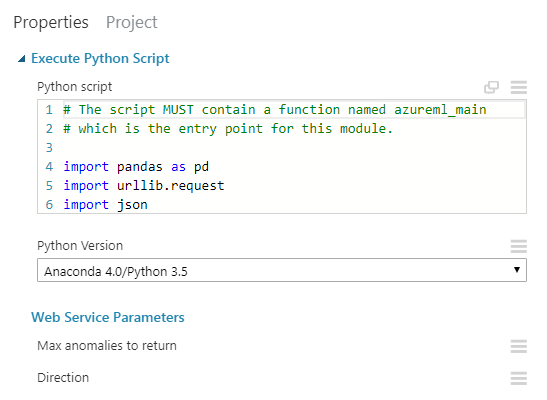 Properties Project
Execute Python Script
Python script
1 # The script MUST contain a function named azureml_main
2 # which is the entry point for this module.
3
4 import pandas as pd
5 import urllib.request
6 import json
Python Version
Anaconda 4.0/Python 3.5
Web Service Parameters
Max anomalies to return
Direction